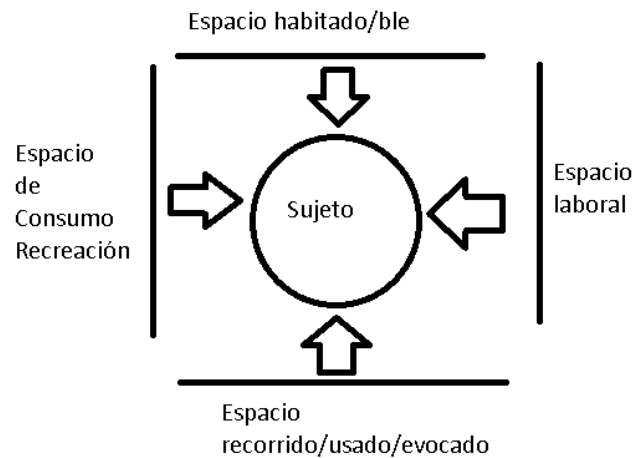 Espacio habitado/ble
Espacio
de
Consumo
Recreación
Sujeto
Espacio
laboral
Espacio
recorrido/usado/evocado